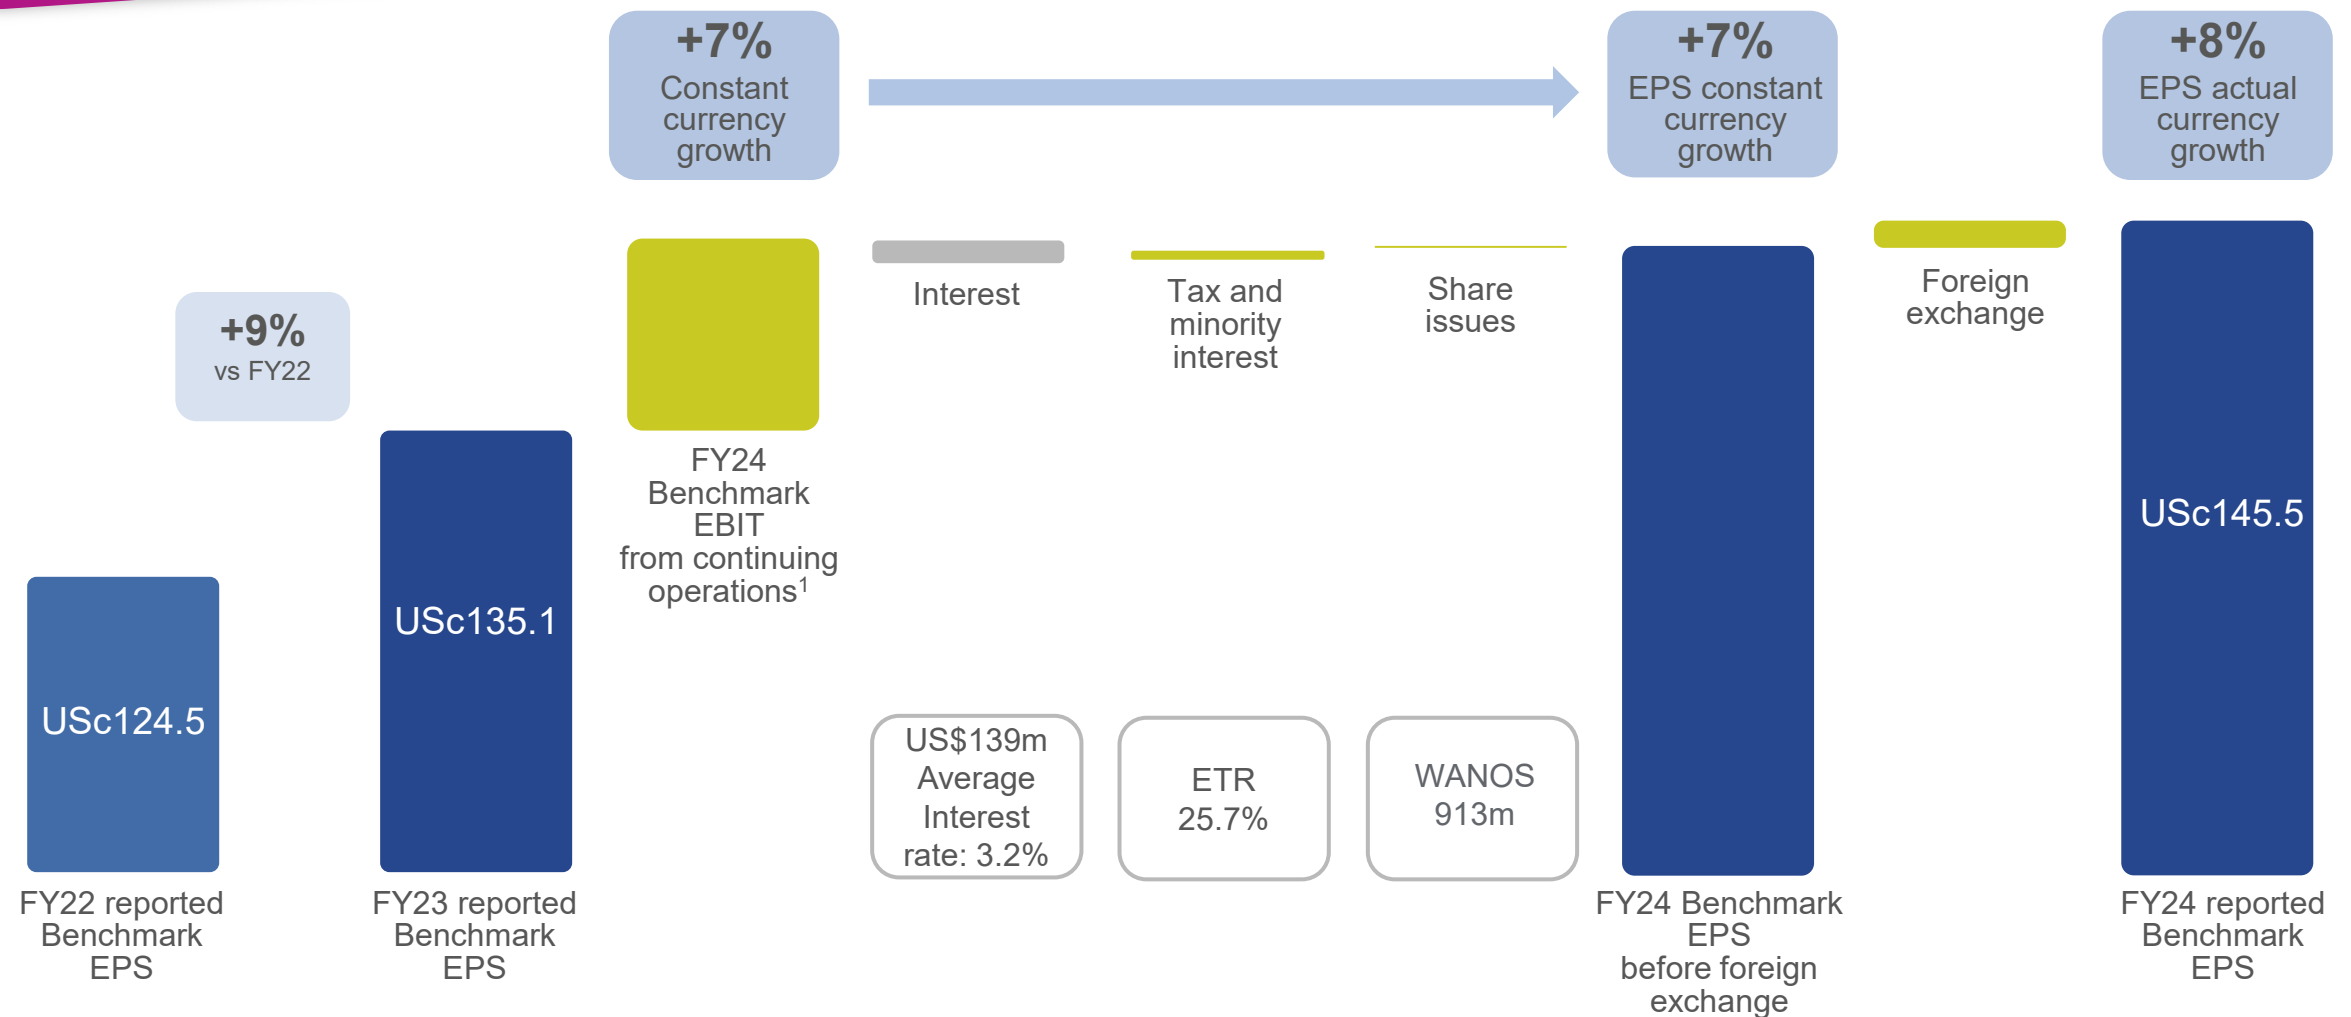 +7%
Constant
currency
growth
+7%
EPS constant
currency
growth
+8%
EPS actual
currency
growth
+9%
vs FY22
Interest
Tax and
minority
interest
Share
issues
Foreign
exchange
FY24
Benchmark
EBIT
from continuing
operations¹
USc124.5
USc135.1
USc145.5
US$139m
Average
Interest
rate: 3.2%
ETR
25.7%
WANOS
913m
FY22 reported
Benchmark
EPS
FY23 reported
Benchmark
EPS
FY24 Benchmark
EPS
before foreign
exchange
FY24 reported
Benchmark
EPS